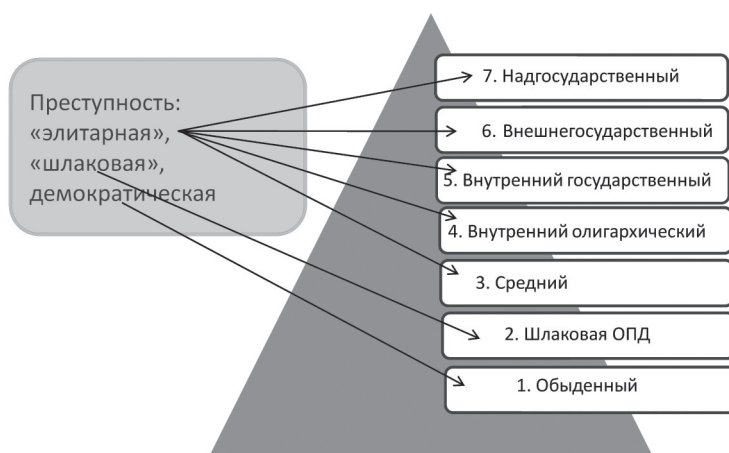 Преступность:
«элитарная»,
«шлаковая»,
демократическая
7. Надгосударственный
6. Внешнегосударственный
5. Внутренний государственный
4. Внутренний олигархический
3. Средний
2. Шлаковая ОПД
1. Обыденный